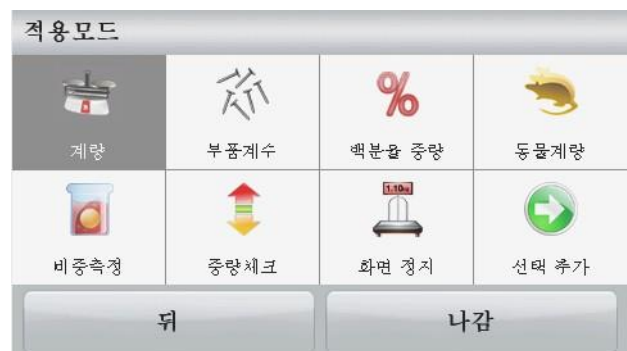 적용모드
계량 부품계수 백분율 중량 동물계량
1.10kg
비중측정 중량체크 화면 정지 선택 추가
뒤 나감